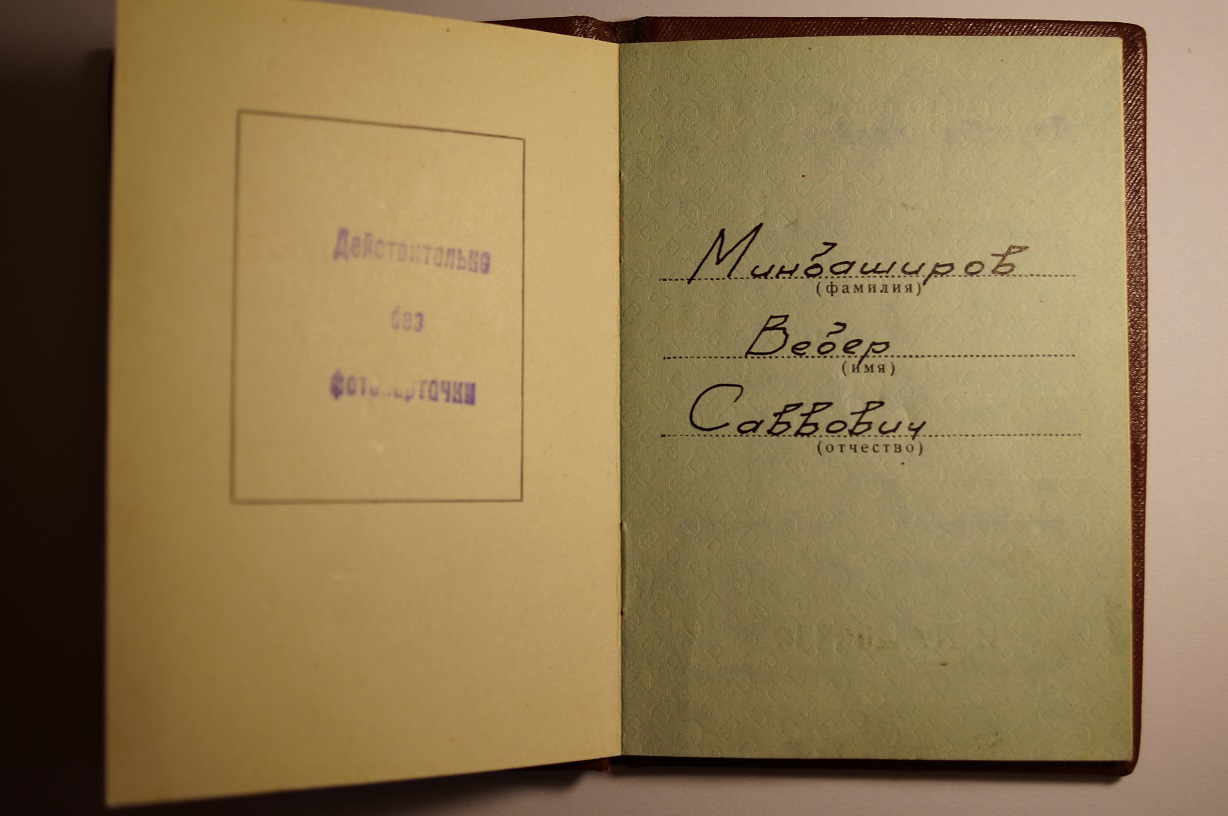 Действительно
без
фотокарточки
Минбаширов
(фамилия)
Вебер
(имя)
Саввович
(отчество)